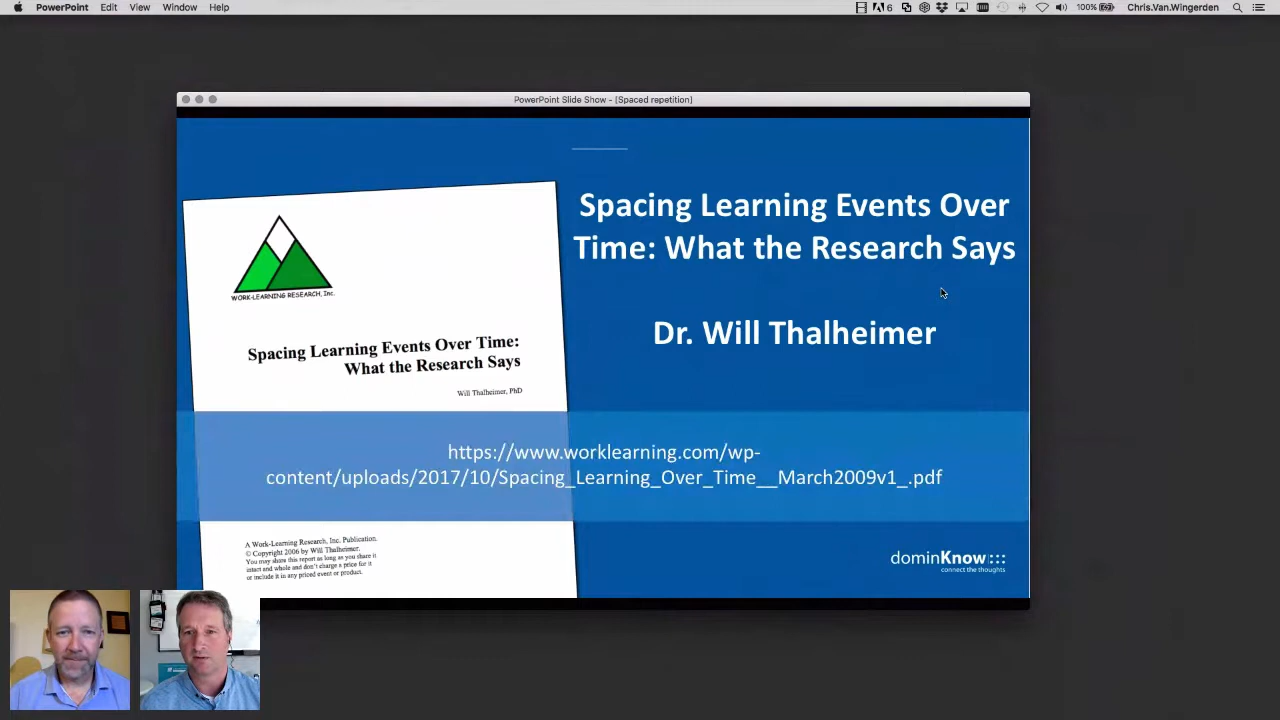 PowerPoint Edit View Window Help
6
100%
Chris.Van.Wingerden
PowerPoint Slide Show - [Spaced repetition]
Spacing Learning Events Over
Time: What the Research Says
Dr. Will Thalheimer
WORK-LEARNING RESEARCH, Inc.
Spacing Learning Events Over Time:
What the Research Says
Will Thalheimer, PhD
https://www.worklearning.com/wp-
content/uploads/2017/10/Spacing_Learning_Over_Time__March2009v1_.pdf
A Work-Learning Research, Inc. Publication.
© Copyright 2006 by Will Thalheimer.
You may share this report as long as you share it
intact and whole and don't charge a price for it
or include it in any priced event or product.
dominKnow
connect the thoughts